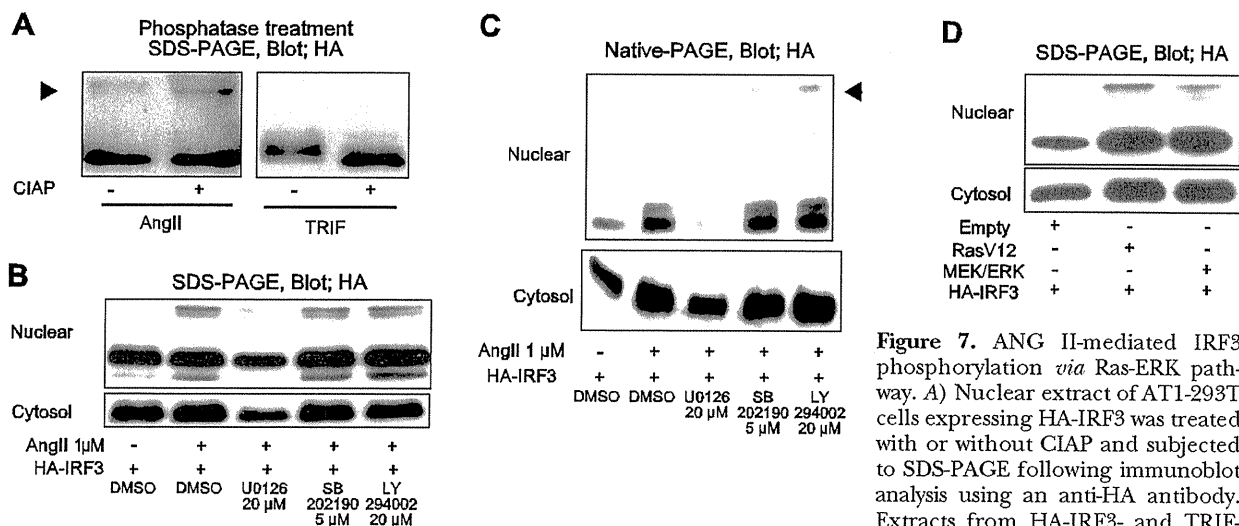 A
Phosphatase treatment
SDS-PAGE, Blot; HA
CIAP - + - +
AngII TRIF
B
SDS-PAGE, Blot; HA
Nuclear
Cytosol
AngII 1µM - + + + +
HA-IRF3 + + + + +
DMSO DMSO U0126 SB LY
20 µM 202190 294002
5 µM 20 µM
C
Native-PAGE, Blot; HA
Nuclear
Cytosol
AngII 1 µM - + + + +
HA-IRF3 + + + + +
DMSO DMSO U0126 SB LY
20 µM 202190 294002
5 µM 20 µM
D
SDS-PAGE, Blot; HA
Nuclear
Cytosol
Empty + - -
RasV12 - + -
MEK/ERK - - +
HA-IRF3 + + +
Figure 7. ANG II-mediated IRF3
phosphorylation via Ras-ERK path-
way. A) Nuclear extract of AT1-293T
cells expressing HA-IRF3 was treated
with or without CIAP and subjected
to SDS-PAGE following immunoblot
analysis using an anti-HA antibody.
Extracts from HA-IRF3- and TRIF-